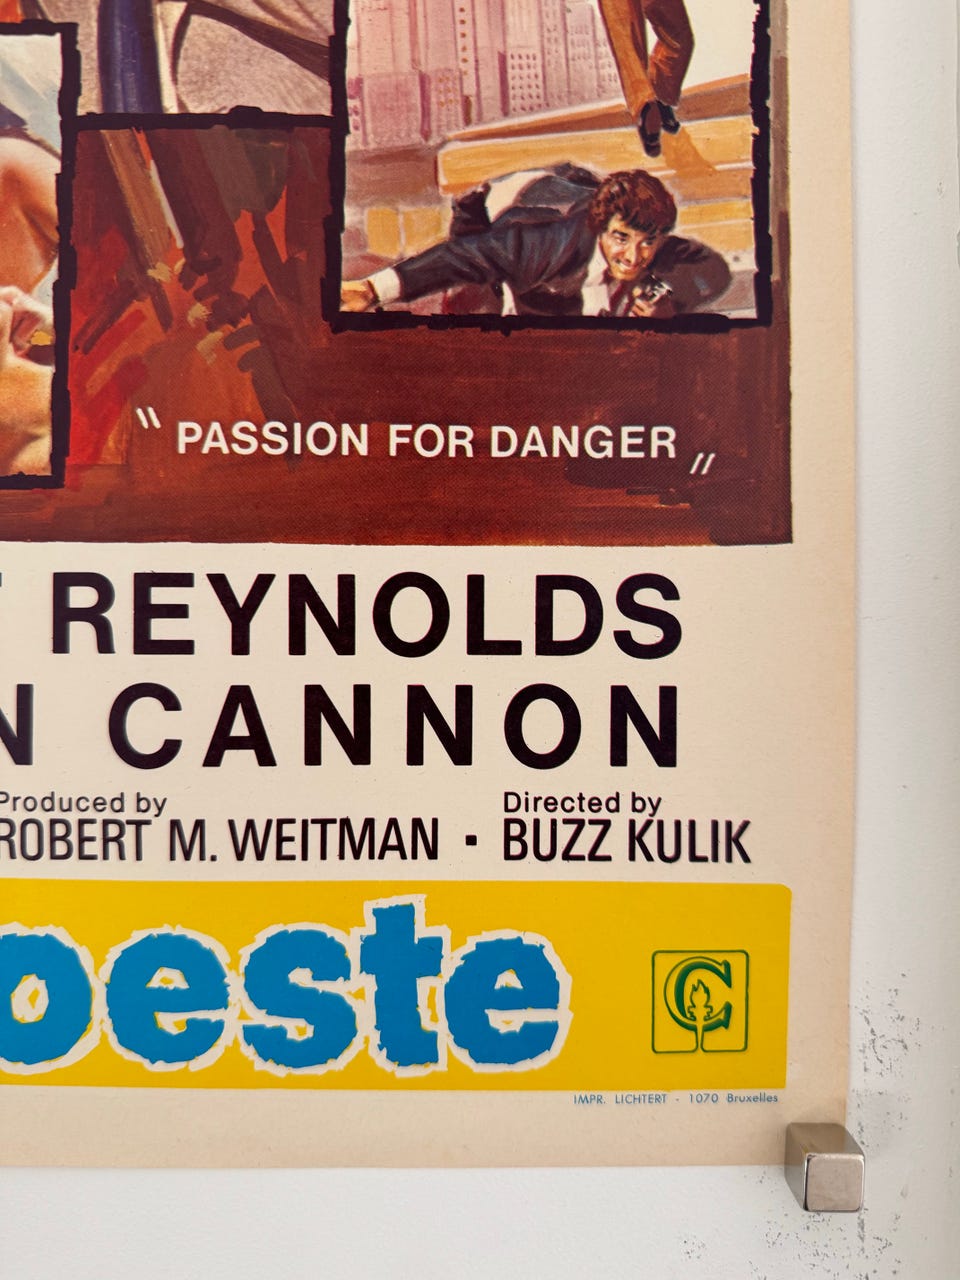 " PASSION FOR DANGER "
REYNOLDS
N CANNON
Produced by
ROBERT M. WEITMAN ·
Directed by
BUZZ KULIK
oeste
C
IMPR. LICHTERT - 1070 Bruxelles